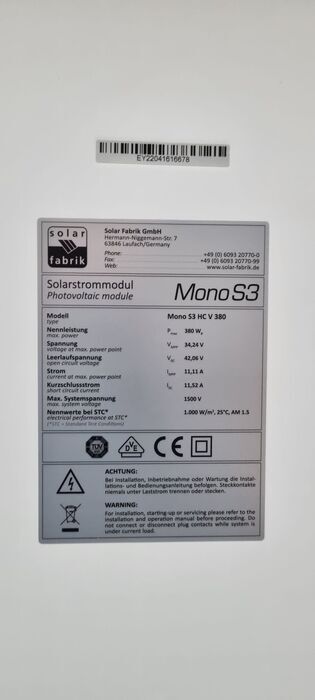 EY22041616678
solar
fabrik
Solar Fabrik GmbH
Hermann-Niggemann-Str. 7
63846 Laufach/Germany
Phone: +49 (0) 6093 20770-0
Fax: +49 (0) 6093 20770-99
Web: www.solar-fabrik.de
Solarstrommodul
Photovoltaic module
Mono S3
Modell Mono S3 HC V 380
type
Nennleistung Pmax 380 Wp
max. power
Spannung VMPP 34,24 V
voltage at max. power point
Leerlaufspannung VOC 42,06 V
open circuit voltage
Strom IMPP 11,11 A
current at max. power point
Kurzschlussstrom ISC 11,52 A
short circuit current
Max. Systemspannung 1500 V
max. system voltage
Nennwerte bei STC* 1.000 W/m², 25°C, AM 1.5
electrical performance at STC*
(*STC = Standard Test Conditions)
TÜV
DVE
CE
ACHTUNG:
Bei Installation, Inbetriebnahme oder Wartung die Instal-
lations- und Bedienungsanleitung befolgen. Steckkontakte
niemals unter Laststrom trennen oder stecken.
WARNING:
For installation, starting-up or servicing please refer to the
installation and operation manual before proceeding. Do
not connect or disconnect plug contacts while system is
under current load.